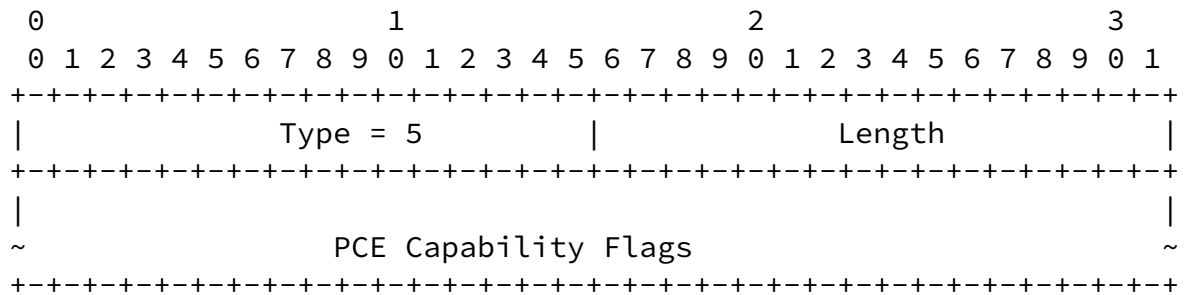 0                   1                   2                   3
 0 1 2 3 4 5 6 7 8 9 0 1 2 3 4 5 6 7 8 9 0 1 2 3 4 5 6 7 8 9 0 1
+-+-+-+-+-+-+-+-+-+-+-+-+-+-+-+-+-+-+-+-+-+-+-+-+-+-+-+-+-+-+-+-+
|              Type = 5         |             Length            |
+-+-+-+-+-+-+-+-+-+-+-+-+-+-+-+-+-+-+-+-+-+-+-+-+-+-+-+-+-+-+-+-+
|                                                               |
~                 PCE Capability Flags                          ~
+-+-+-+-+-+-+-+-+-+-+-+-+-+-+-+-+-+-+-+-+-+-+-+-+-+-+-+-+-+-+-+-+